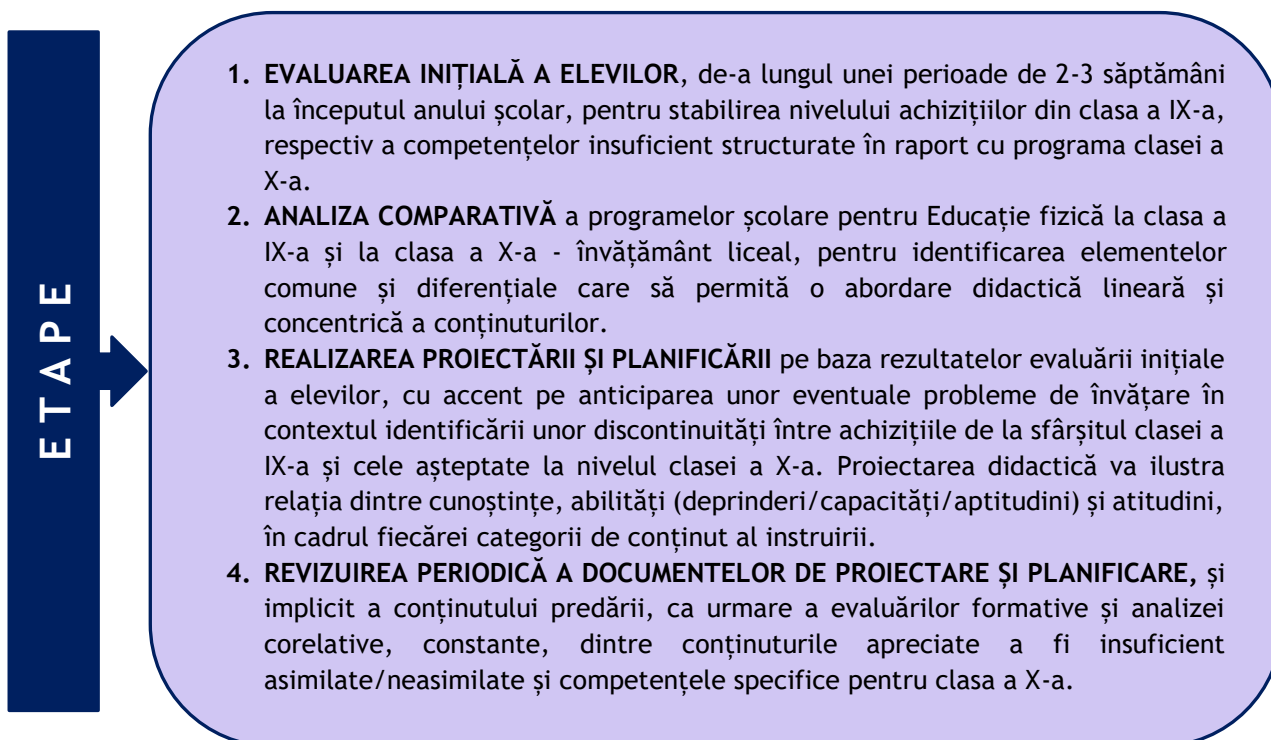 ETAPE
1. EVALUAREA INIȚIALĂ A ELEVILOR, de-a lungul unei perioade de 2-3 săptămâni
la începutul anului școlar, pentru stabilirea nivelului achizițiilor din clasa a IX-a,
respectiv a competențelor insuficient structurate în raport cu programa clasei a
X-a.
2. ANALIZA COMPARATIVĂ a programelor școlare pentru Educație fizică la clasa a
IX-a și la clasa a X-a - învățământ liceal, pentru identificarea elementelor
comune și diferențiale care să permită o abordare didactică lineară și
concentrică a conținuturilor.
3. REALIZAREA PROIECTĂRII ȘI PLANIFICĂRII pe baza rezultatelor evaluării inițiale
a elevilor, cu accent pe anticiparea unor eventuale probleme de învățare în
contextul identificării unor discontinuități între achizițiile de la sfârșitul clasei a
IX-a și cele așteptate la nivelul clasei a X-a. Proiectarea didactică va ilustra
relația dintre cunoștințe, abilități (deprinderi/capacități/aptitudini) și atitudini,
în cadrul fiecărei categorii de conținut al instruirii.
4. REVIZUIREA PERIODICĂ A DOCUMENTELOR DE PROIECTARE ȘI PLANIFICARE, și
implicit a conținutului predării, ca urmare a evaluărilor formative și analizei
corelative, constante, dintre conținuturile apreciate a fi insuficient
asimilate/neasimilate și competențele specifice pentru clasa a X-a.